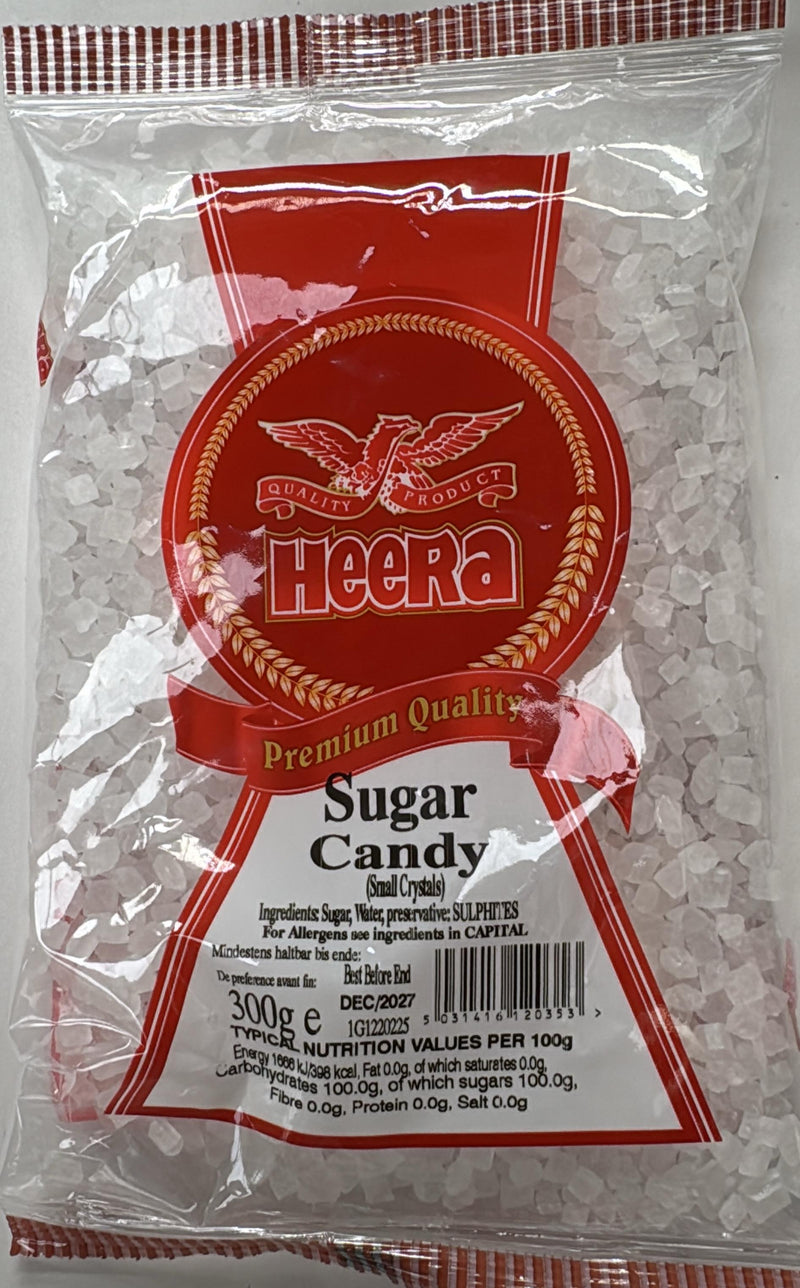 QUALITY PRODUCT
HEERA
Premium Quality
Sugar
Candy
(Small Crystals)
Ingredients: Sugar, Water, preservative: SULPHITES
For Allergens see ingredients in CAPITAL
Mindestens haltbar bis ende:
De preference avant fin: Best Before End
300g e DEC/2027
1G1220225
5 031416 120353 >
TYPICAL NUTRITION VALUES PER 100g
Energy 1666 kJ/398 kcal, Fat 0.0g, of which saturates 0.0g,
Carbohydrates 100.0g, of which sugars 100.0g,
Fibre 0.0g, Protein 0.0g, Salt 0.0g